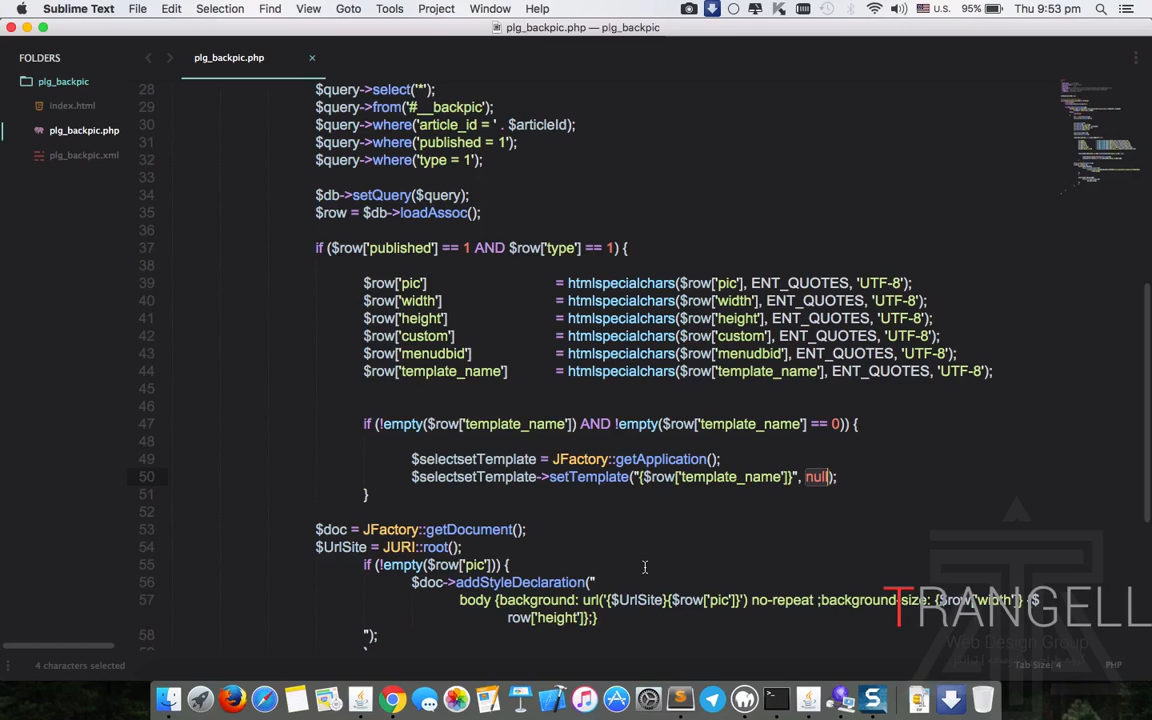 Sublime Text File Edit Selection Find View Goto Tools Project Window Help U.S. 95% Thu 9:53 pm
plg_backpic.php — plg_backpic
FOLDERS
plg_backpic
index.html
plg_backpic.php
plg_backpic.xml
plg_backpic.php ×
28 $query->select('*');
29 $query->from('#__backpic');
30 $query->where('article_id = ' . $articleId);
31 $query->where('published = 1');
32 $query->where('type = 1');
33
34 $db->setQuery($query);
35 $row = $db->loadAssoc();
36
37 if ($row['published'] == 1 AND $row['type'] == 1) {
38
39 $row['pic'] = htmlspecialchars($row['pic'], ENT_QUOTES, 'UTF-8');
40 $row['width'] = htmlspecialchars($row['width'], ENT_QUOTES, 'UTF-8');
41 $row['height'] = htmlspecialchars($row['height'], ENT_QUOTES, 'UTF-8');
42 $row['custom'] = htmlspecialchars($row['custom'], ENT_QUOTES, 'UTF-8');
43 $row['menudbid'] = htmlspecialchars($row['menudbid'], ENT_QUOTES, 'UTF-8');
44 $row['template_name'] = htmlspecialchars($row['template_name'], ENT_QUOTES, 'UTF-8');
45
46
47 if (!empty($row['template_name']) AND !empty($row['template_name'] == 0)) {
48
49 $selectsetTemplate = JFactory::getApplication();
50 $selectsetTemplate->setTemplate("{$row['template_name']}", null);
51 }
52
53 $doc = JFactory::getDocument();
54 $UrlSite = JURI::root();
55 if (!empty($row['pic'])) {
56 $doc->addStyleDeclaration("
57 body {background: url('{$UrlSite}{$row['pic']}') no-repeat ;background-size: {$row['width']} {$
row['height']};}
58 ");
4 characters selected
Tab Size: 4
PHP
TRANGELL
Web Design Group